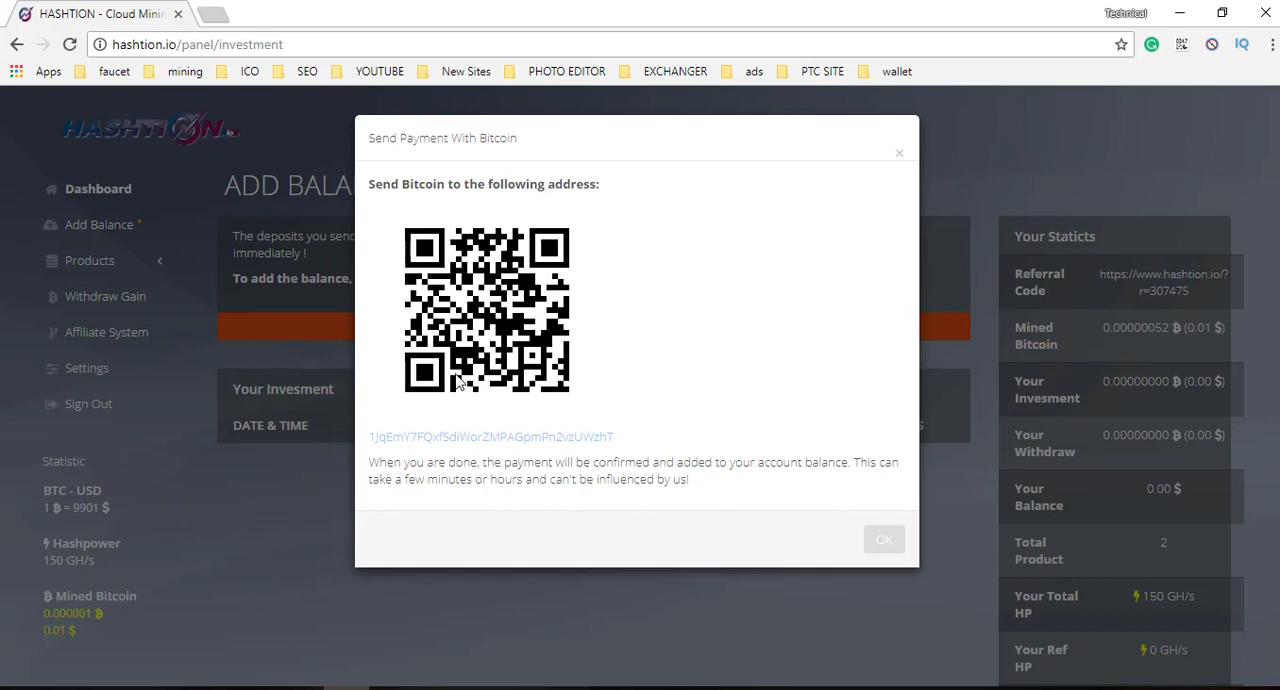 HASHTION - Cloud Minin
Technical
hashtion.io/panel/investment
Apps faucet mining ICO SEO YOUTUBE New Sites PHOTO EDITOR EXCHANGER ads PTC SITE wallet
HASHTION.io
Dashboard
Add Balance *
Products
Withdraw Gain
Affiliate System
Settings
Sign Out
Statistic
BTC - USD
1 ₿ = 9901 $
Hashpower
150 GH/s
₿ Mined Bitcoin
0.000001 ₿
0.01 $
ADD BALA
The deposits you send
immediately !
To add the balance,
Your Invesment
DATE & TIME
S
Send Payment With Bitcoin
×
Send Bitcoin to the following address:
1JqEmY7FQxfSdiWorZMPAGpmPn2vzUWzhT
When you are done, the payment will be confirmed and added to your account balance. This can
take a few minutes or hours and can't be influenced by us!
OK
Your Staticts
Referral
Code
https://www.hashtion.io/?
r=307475
Mined
Bitcoin
0.00000052 ₿ (0.01 $)
Your
Invesment
0.00000000 ₿ (0.00 $)
Your
Withdraw
0.00000000 ₿ (0.00 $)
Your
Balance
0.00 $
Total
Product
2
Your Total
HP
150 GH/s
Your Ref
HP
0 GH/s